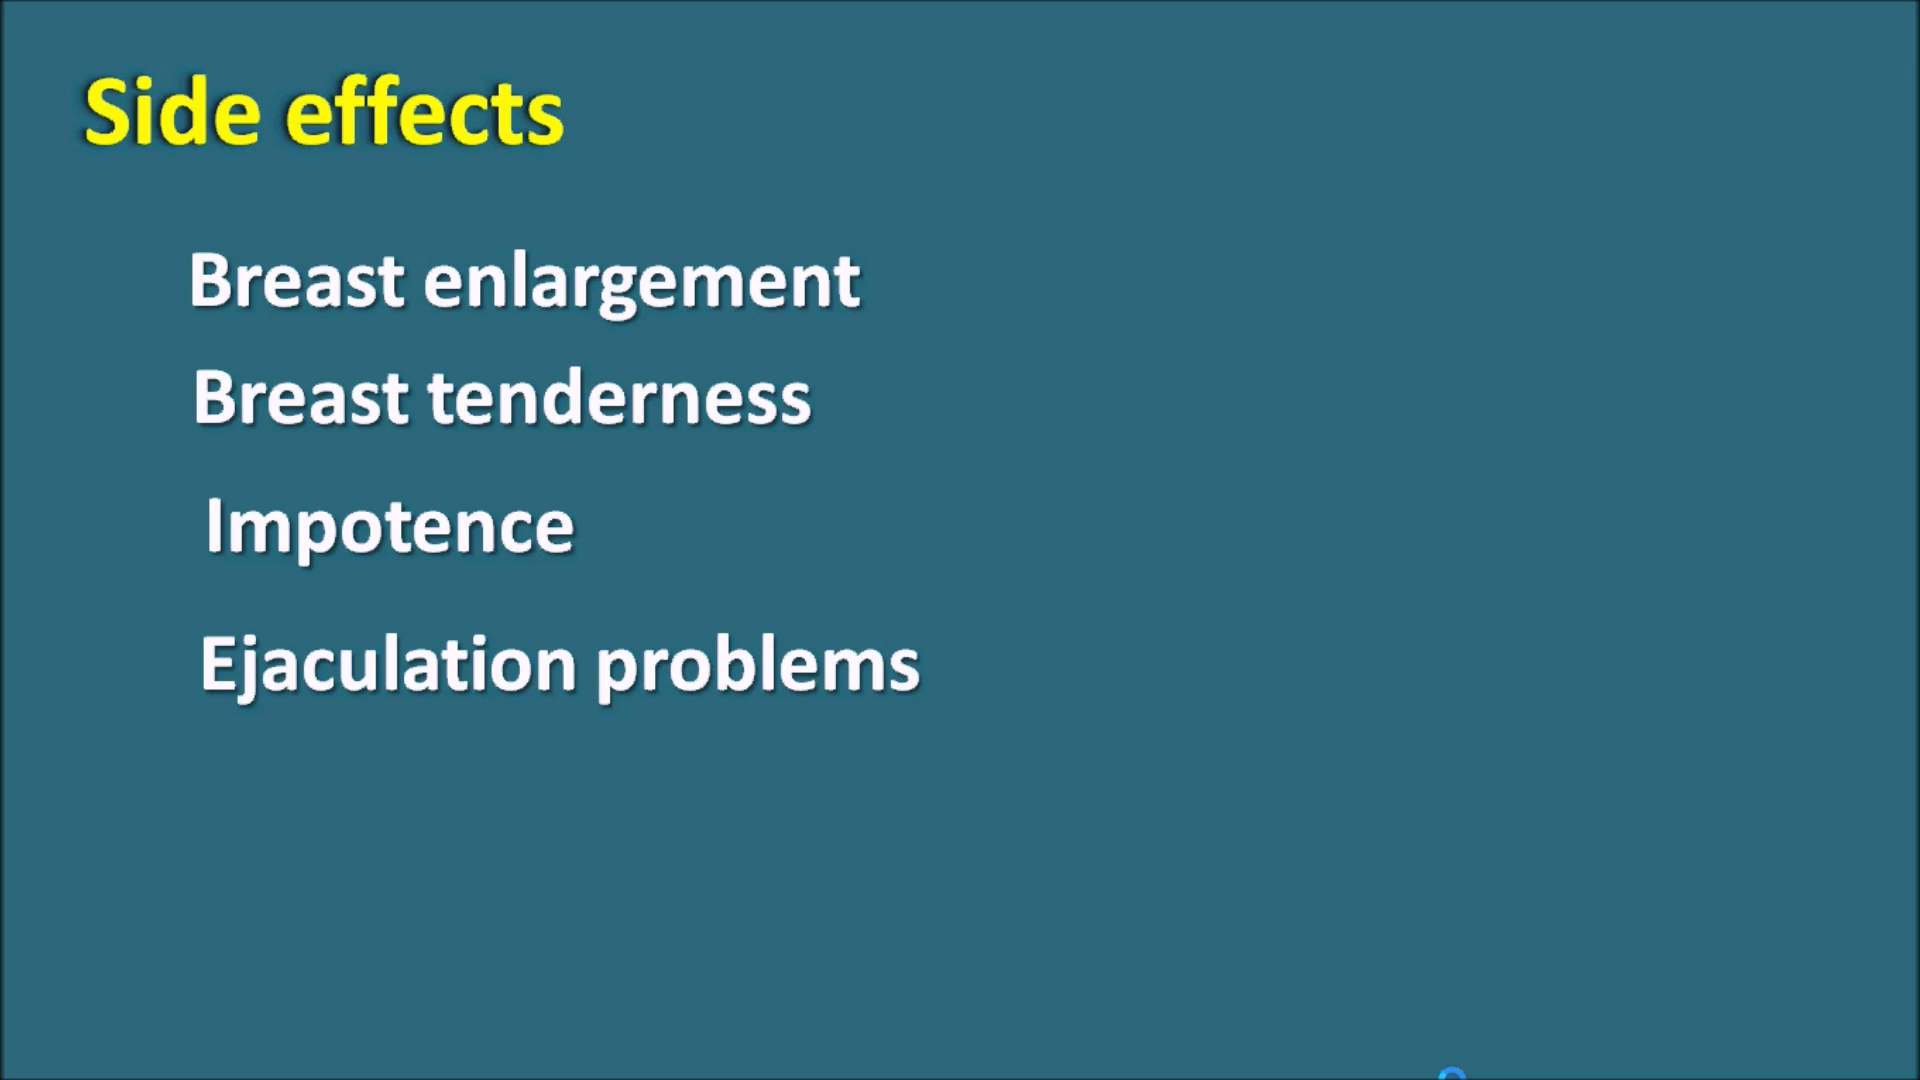 Side effects
Breast enlargement
Breast tenderness
Impotence
Ejaculation problems